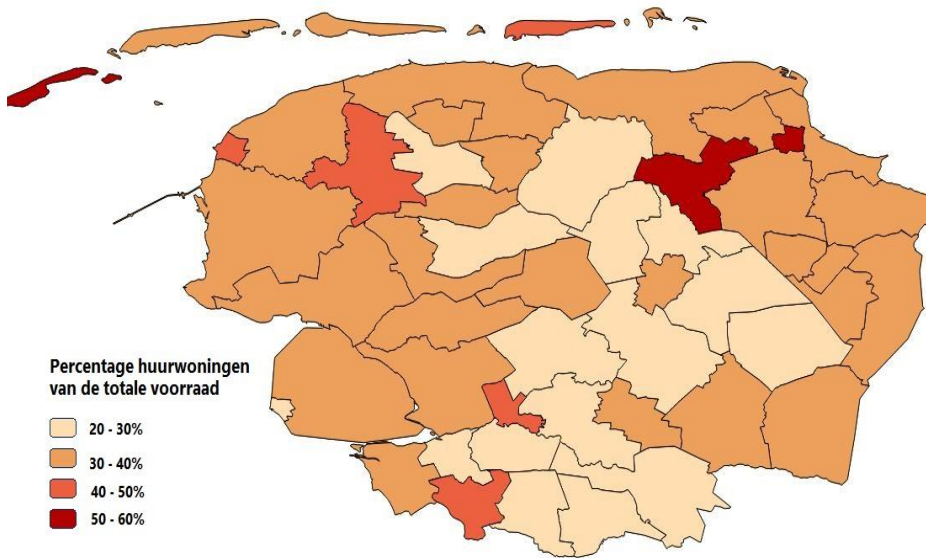 Percentage huurwoningen
van de totale voorraad
20 - 30%
30 - 40%
40 - 50%
50 - 60%